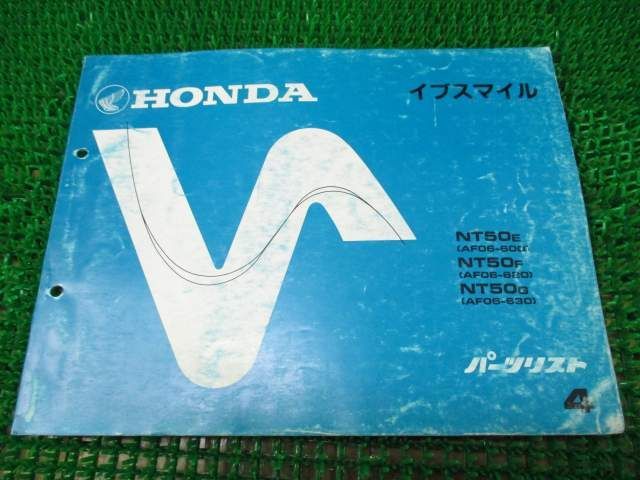 HONDA
イブスマイル
NT50E
(AF06-600)
NT50F
(AF06-620)
NT50G
(AF06-630)
パーツリスト
4